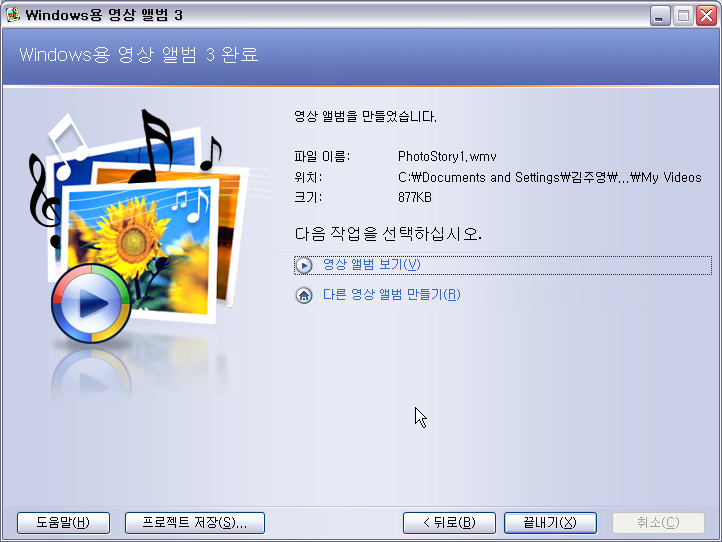 Windows용 영상 앨범 3
Windows용 영상 앨범 3 완료
영상 앨범을 만들었습니다.
파일 이름: PhotoStory1.wmv
위치: C:\Documents and Settings\김주영\...\My Videos
크기: 877KB
다음 작업을 선택하십시오.
영상 앨범 보기(V)
다른 영상 앨범 만들기(R)
도움말(H) 프로젝트 저장(S)... < 뒤로(B) 끝내기(X) 취소(C)